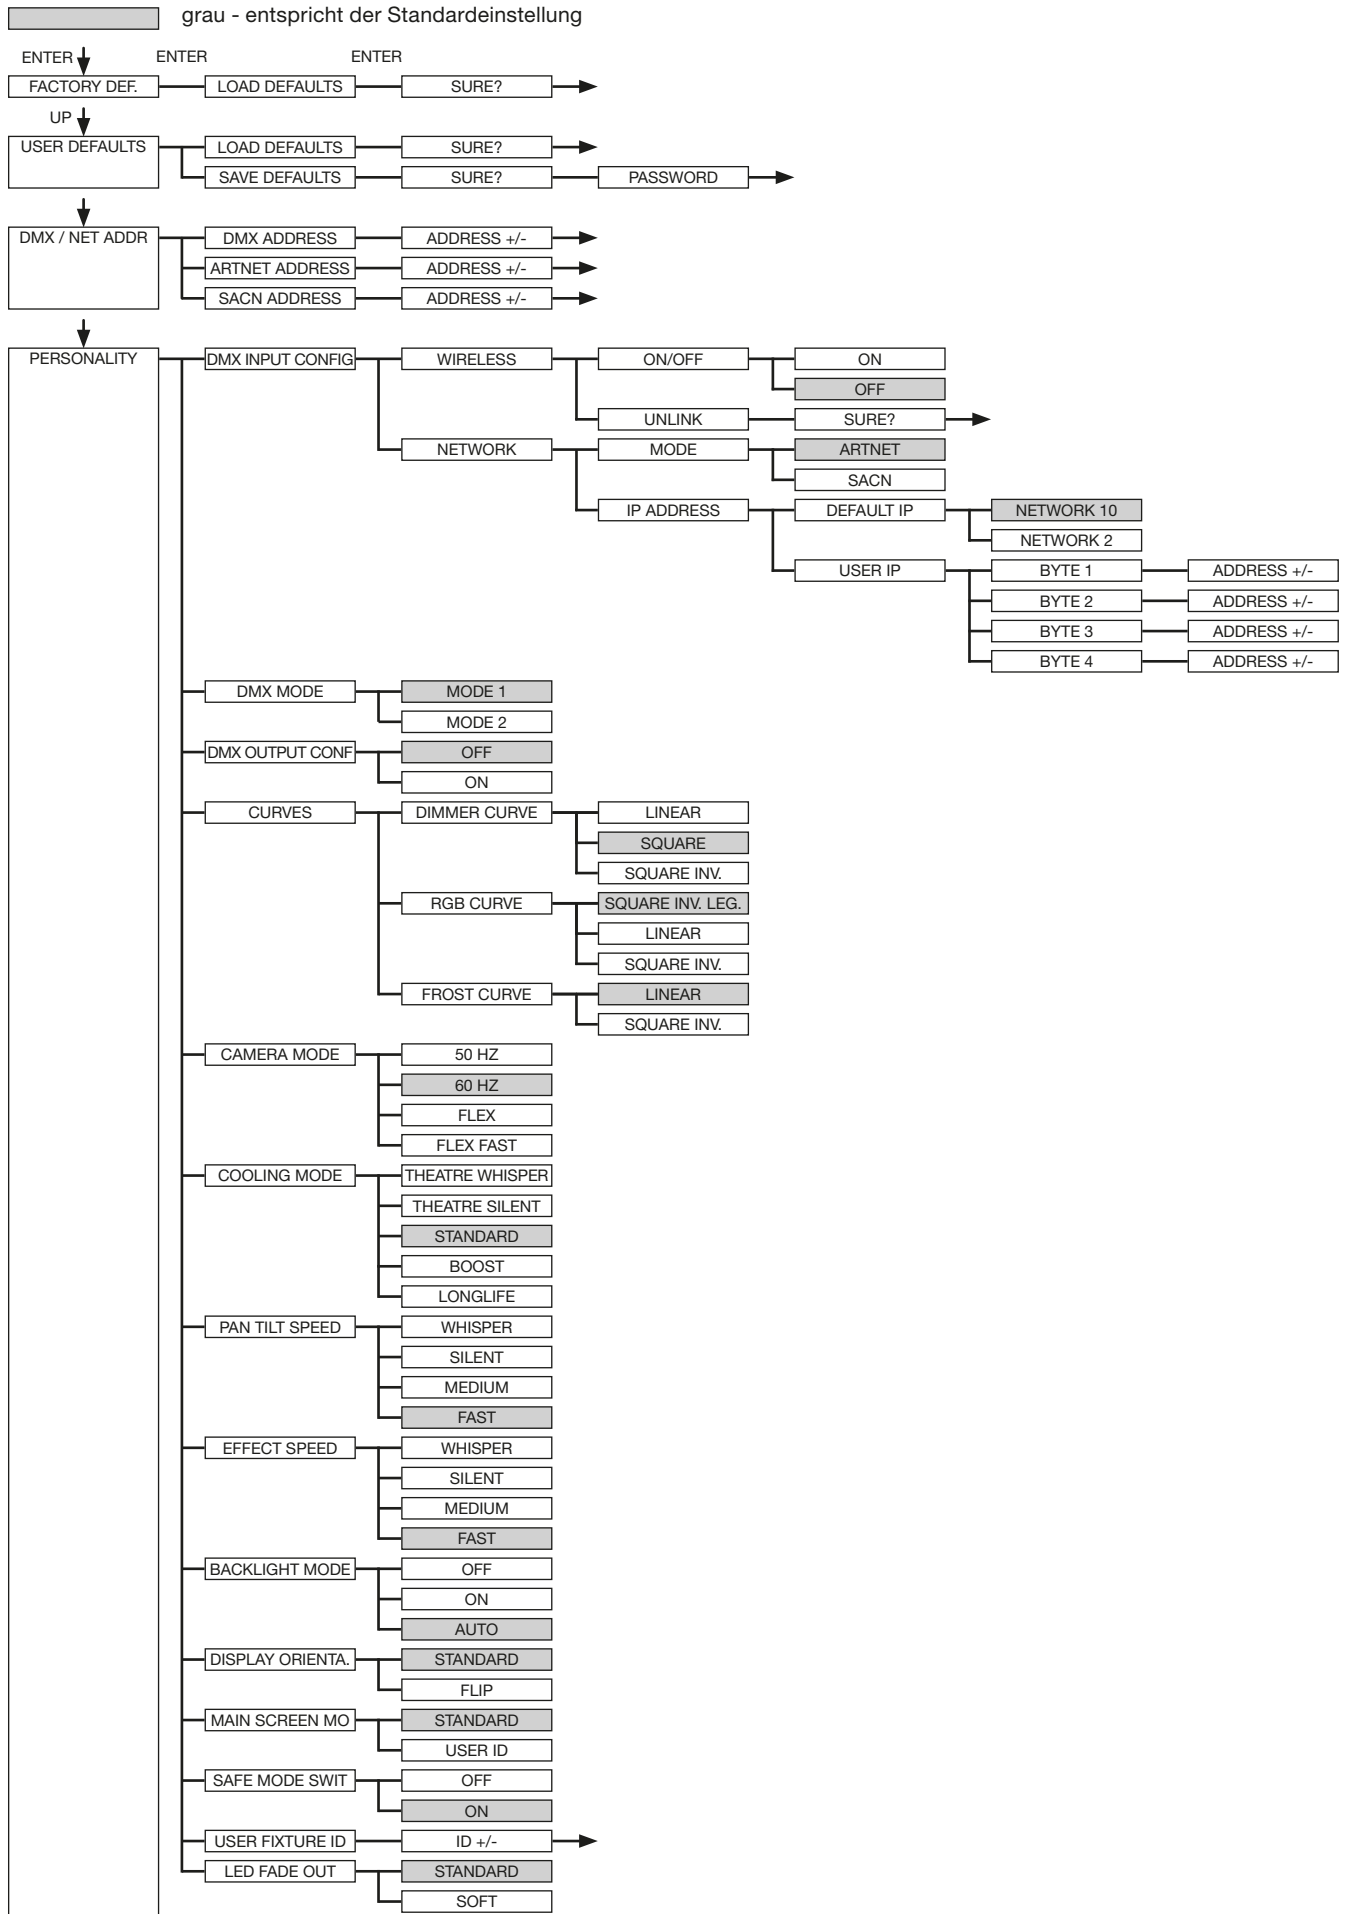 grau - entspricht der Standardeinstellung
ENTER ENTER ENTER
FACTORY DEF. LOAD DEFAULTS SURE?
UP
USER DEFAULTS LOAD DEFAULTS SURE?
SAVE DEFAULTS SURE? PASSWORD
DMX / NET ADDR DMX ADDRESS ADDRESS +/-
ARTNET ADDRESS ADDRESS +/-
SACN ADDRESS ADDRESS +/-
PERSONALITY DMX INPUT CONFIG WIRELESS ON/OFF ON
OFF
UNLINK SURE?
NETWORK MODE ARTNET
SACN
IP ADDRESS DEFAULT IP NETWORK 10
NETWORK 2
USER IP BYTE 1 ADDRESS +/-
BYTE 2 ADDRESS +/-
BYTE 3 ADDRESS +/-
BYTE 4 ADDRESS +/-
DMX MODE MODE 1
MODE 2
DMX OUTPUT CONF OFF
ON
CURVES DIMMER CURVE LINEAR
SQUARE
SQUARE INV.
RGB CURVE SQUARE INV. LEG.
LINEAR
SQUARE INV.
FROST CURVE LINEAR
SQUARE INV.
CAMERA MODE 50 HZ
60 HZ
FLEX
FLEX FAST
COOLING MODE THEATRE WHISPER
THEATRE SILENT
STANDARD
BOOST
LONGLIFE
PAN TILT SPEED WHISPER
SILENT
MEDIUM
FAST
EFFECT SPEED WHISPER
SILENT
MEDIUM
FAST
BACKLIGHT MODE OFF
ON
AUTO
DISPLAY ORIENTA. STANDARD
FLIP
MAIN SCREEN MO STANDARD
USER ID
SAFE MODE SWIT OFF
ON
USER FIXTURE ID ID +/-
LED FADE OUT STANDARD
SOFT